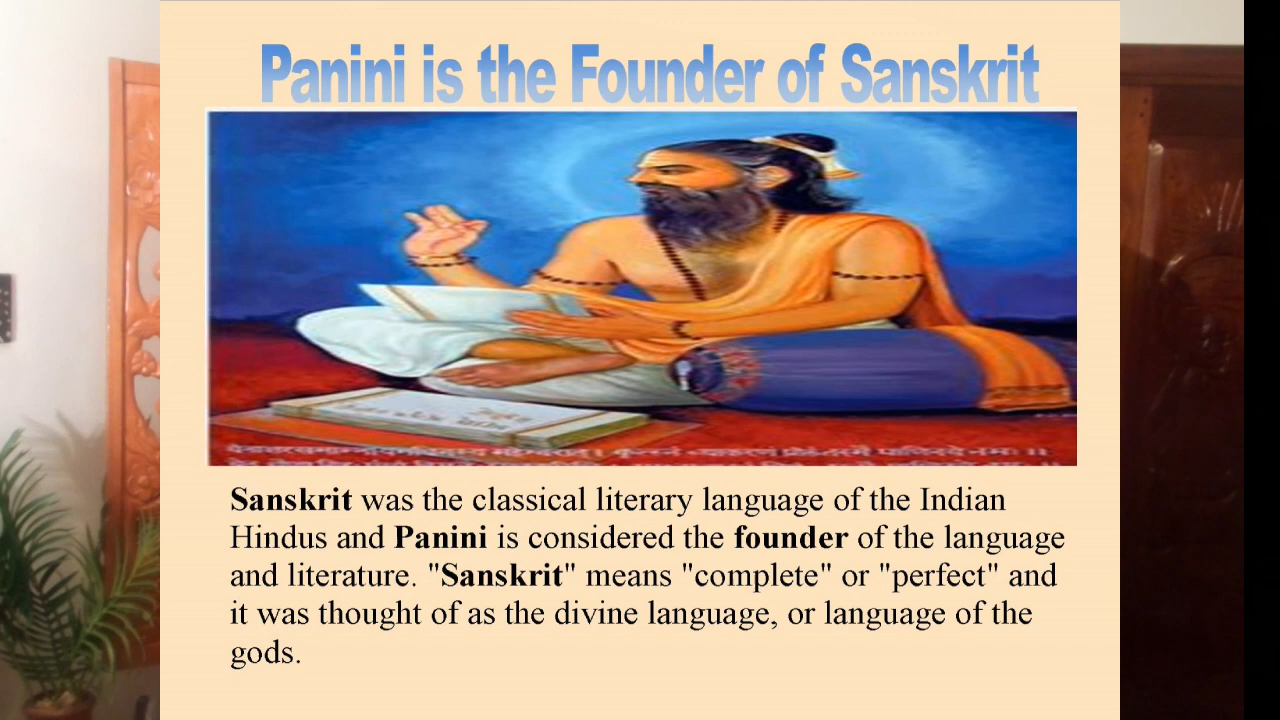 Panini is the Founder of Sanskrit
Sanskrit was the classical literary language of the Indian
Hindus and Panini is considered the founder of the language
and literature. "Sanskrit" means "complete" or "perfect" and
it was thought of as the divine language, or language of the
gods.